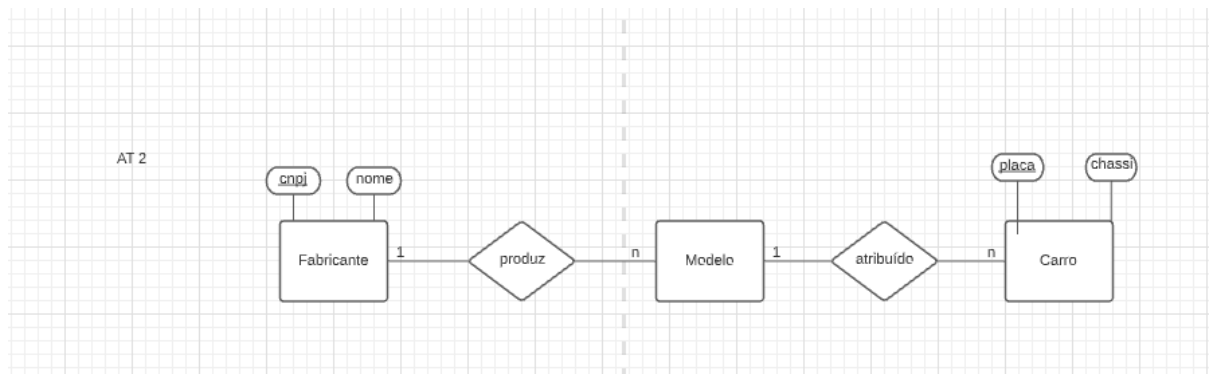 AT 2
cnpj
nome
placa
chassi
Fabricante
1
produz
n
Modelo
1
atribuído
n
Carro